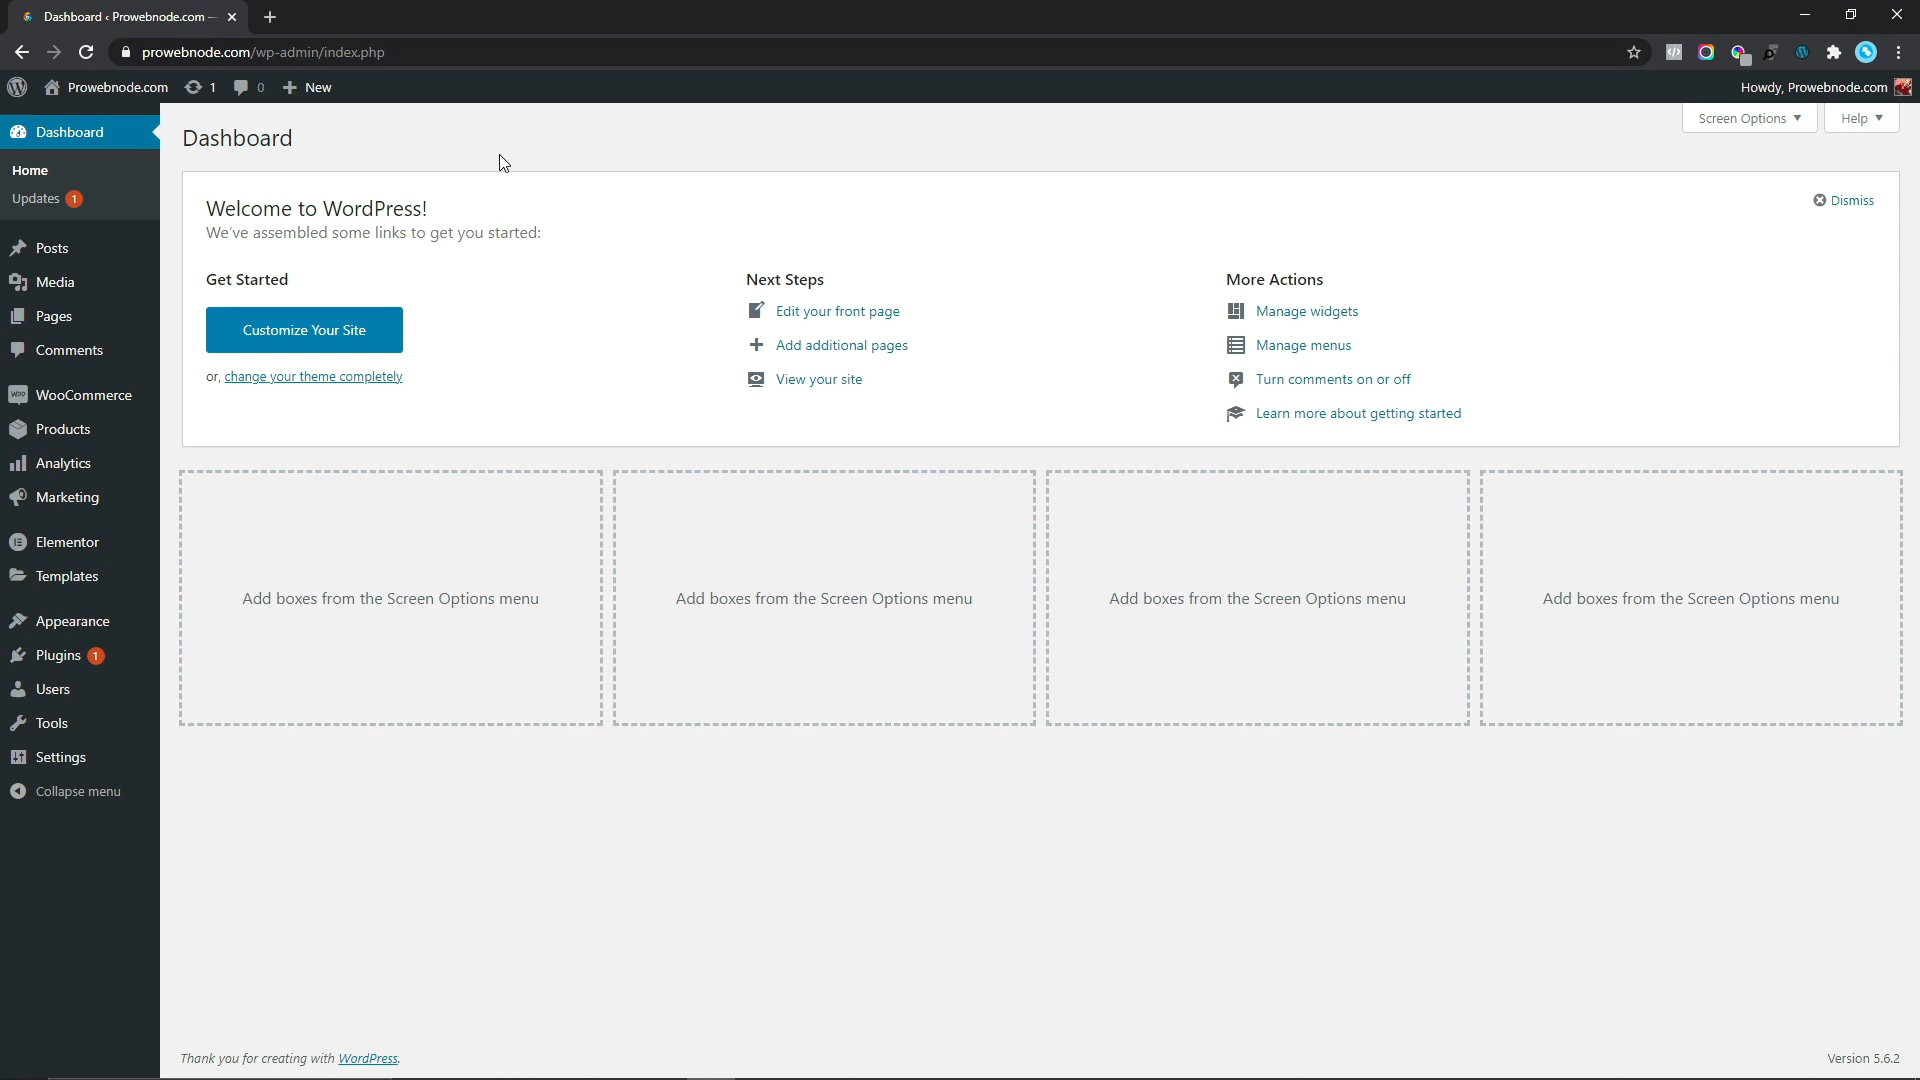 Dashboard ‹ Prowebnode.com —
prowebnode.com/wp-admin/index.php
Prowebnode.com 1 0 New
Howdy, Prowebnode.com
Dashboard
Home
Updates 1
Posts
Media
Pages
Comments
WooCommerce
Products
Analytics
Marketing
Elementor
Templates
Appearance
Plugins 1
Users
Tools
Settings
Collapse menu
Dashboard
Screen Options
Help
Welcome to WordPress!
We've assembled some links to get you started:
Dismiss
Get Started
Customize Your Site
or, change your theme completely
Next Steps
Edit your front page
Add additional pages
View your site
More Actions
Manage widgets
Manage menus
Turn comments on or off
Learn more about getting started
Add boxes from the Screen Options menu
Add boxes from the Screen Options menu
Add boxes from the Screen Options menu
Add boxes from the Screen Options menu
Thank you for creating with WordPress.
Version 5.6.2